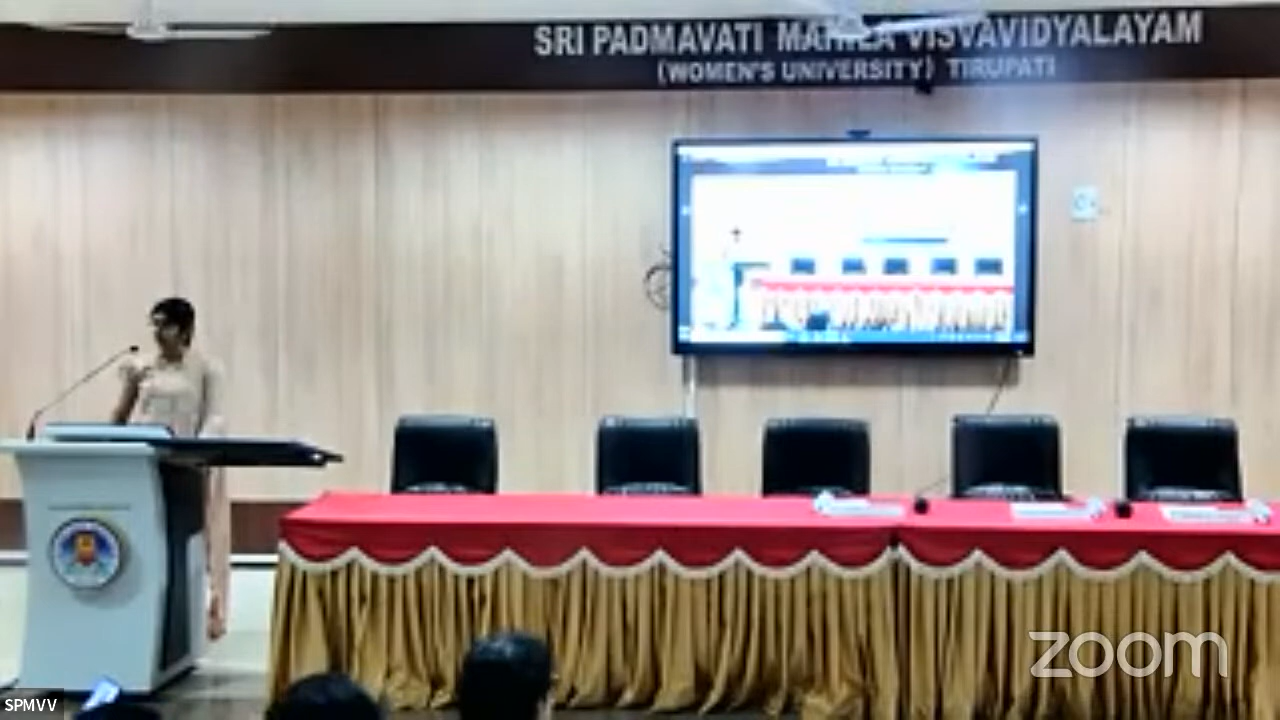 SRI PADMAVATI MAHILA VISVAVIDYALAYAM
(WOMEN'S UNIVERSITY) TIRUPATI
zoom
SPMVV